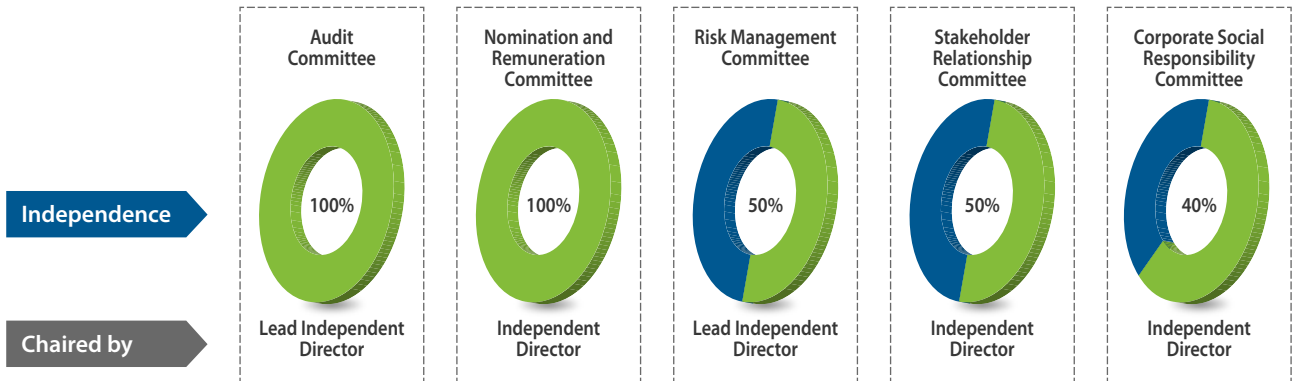 Audit
Committee
Nomination and
Remuneration
Committee
Risk Management
Committee
Stakeholder
Relationship
Committee
Corporate Social
Responsibility
Committee
Independence
100%
100%
50%
50%
40%
Chaired by
Lead Independent
Director
Independent
Director
Lead Independent
Director
Independent
Director
Independent
Director